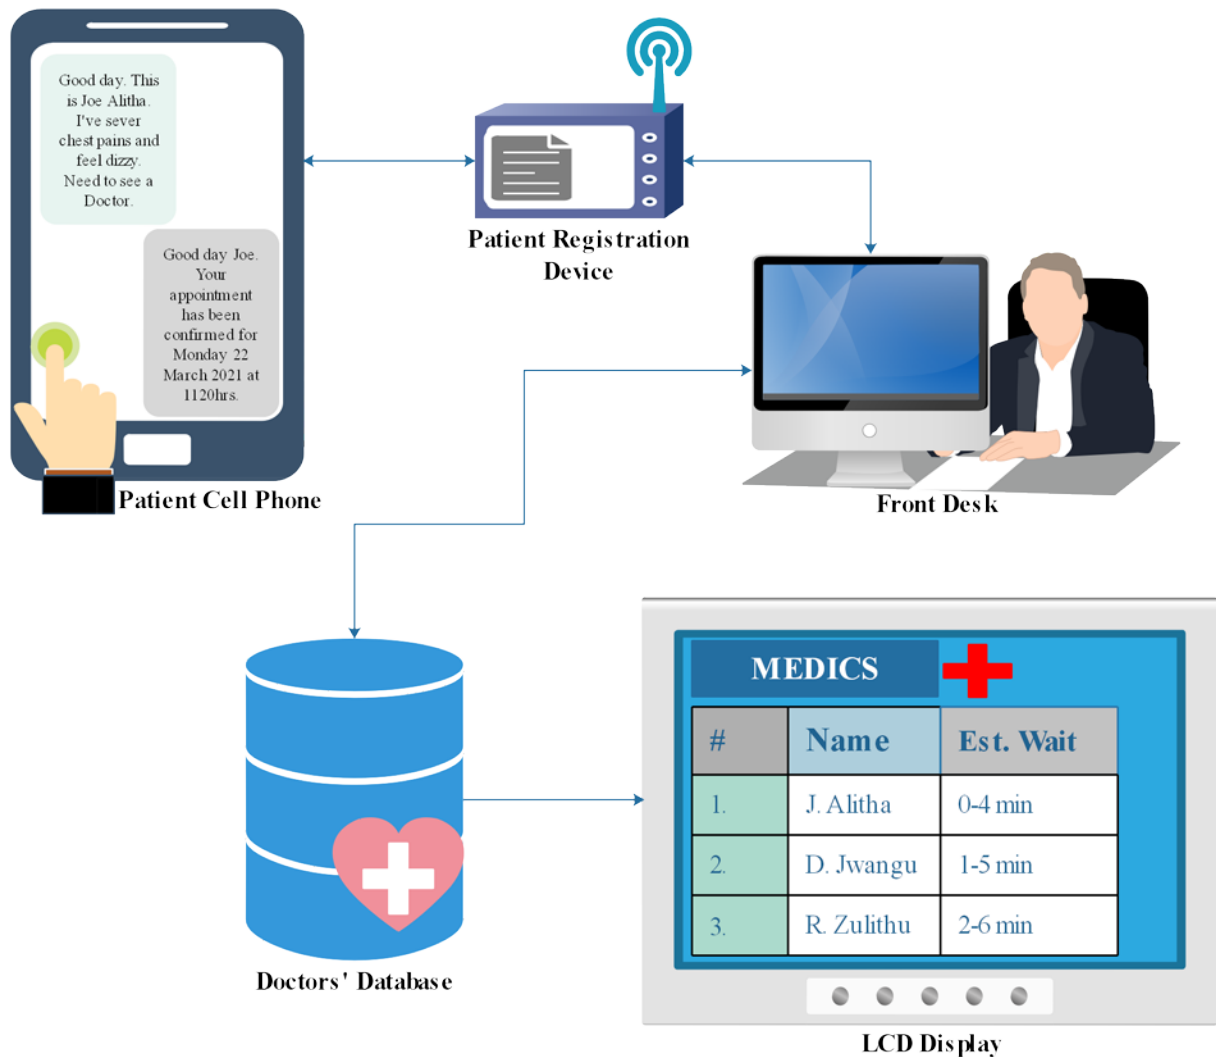 Good day. This
is Joe Alitha.
I've sever
chest pains and
feel dizzy.
Need to see a
Doctor.
Good day Joe.
Your
appointment
has been
confirmed for
Monday 22
March 2021 at
1120hrs.
Patient Cell Phone
Patient Registration
Device
Front Desk
Doctors' Database
MEDICS
# Name Est. Wait
1. J. Alitha 0-4 min
2. D. Jwangu 1-5 min
3. R. Zulithu 2-6 min
LCD Display